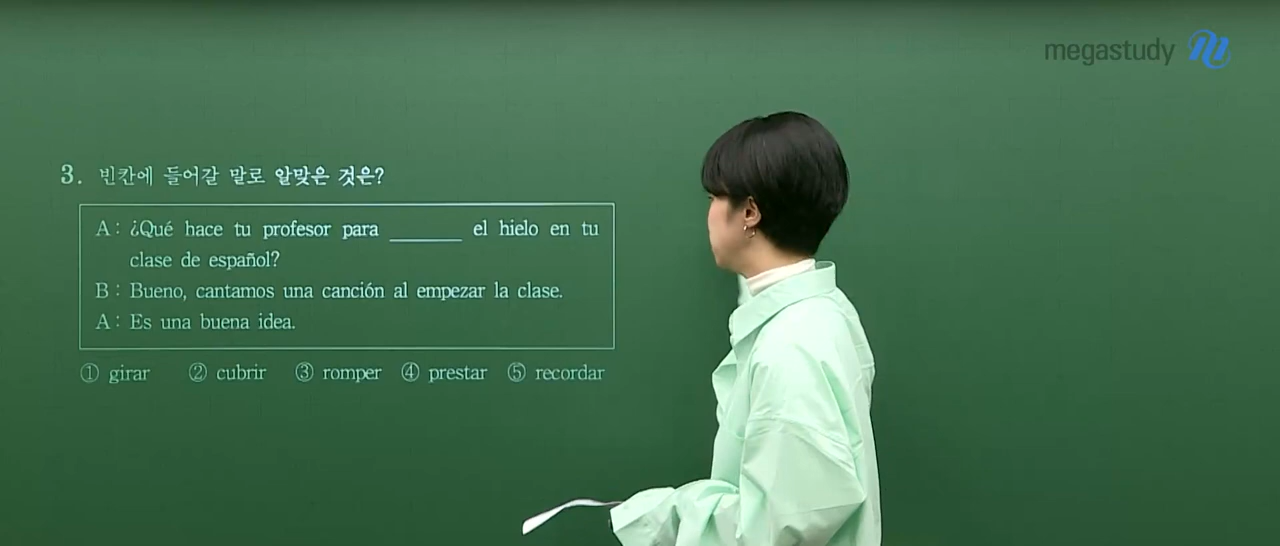 megastudy
3. 빈칸에 들어갈 말로 알맞은 것은?
A : ¿Qué hace tu profesor para ______ el hielo en tu
clase de español?
B : Bueno, cantamos una canción al empezar la clase.
A : Es una buena idea.
① girar ② cubrir ③ romper ④ prestar ⑤ recordar